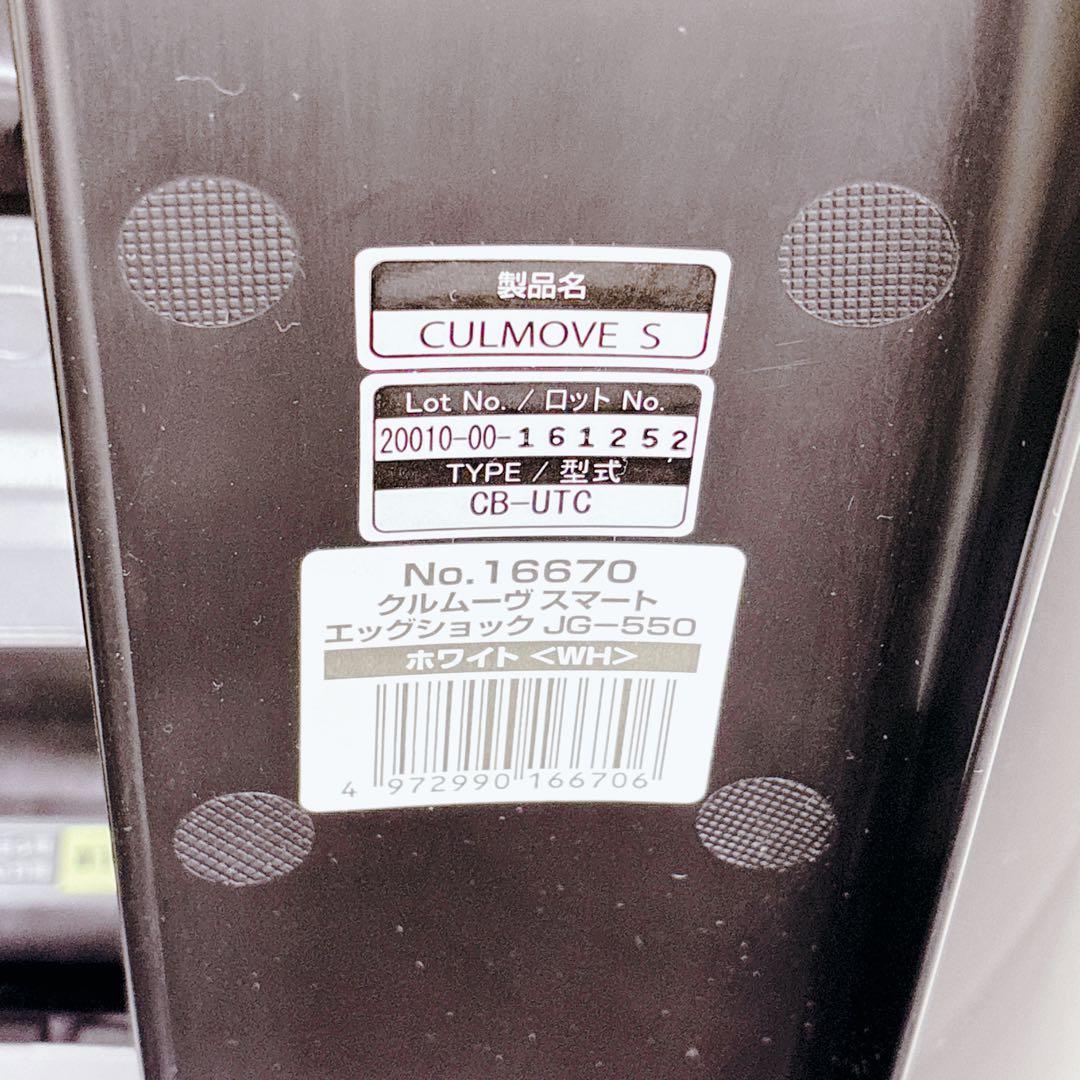 製品名
CULMOVE S
Lot No. / ロット No.
20010-00-161252
TYPE / 型式
CB-UTC
No.16670
クルムーヴ スマート
エッグショック JG-550
ホワイト <WH>
4 972990 166706